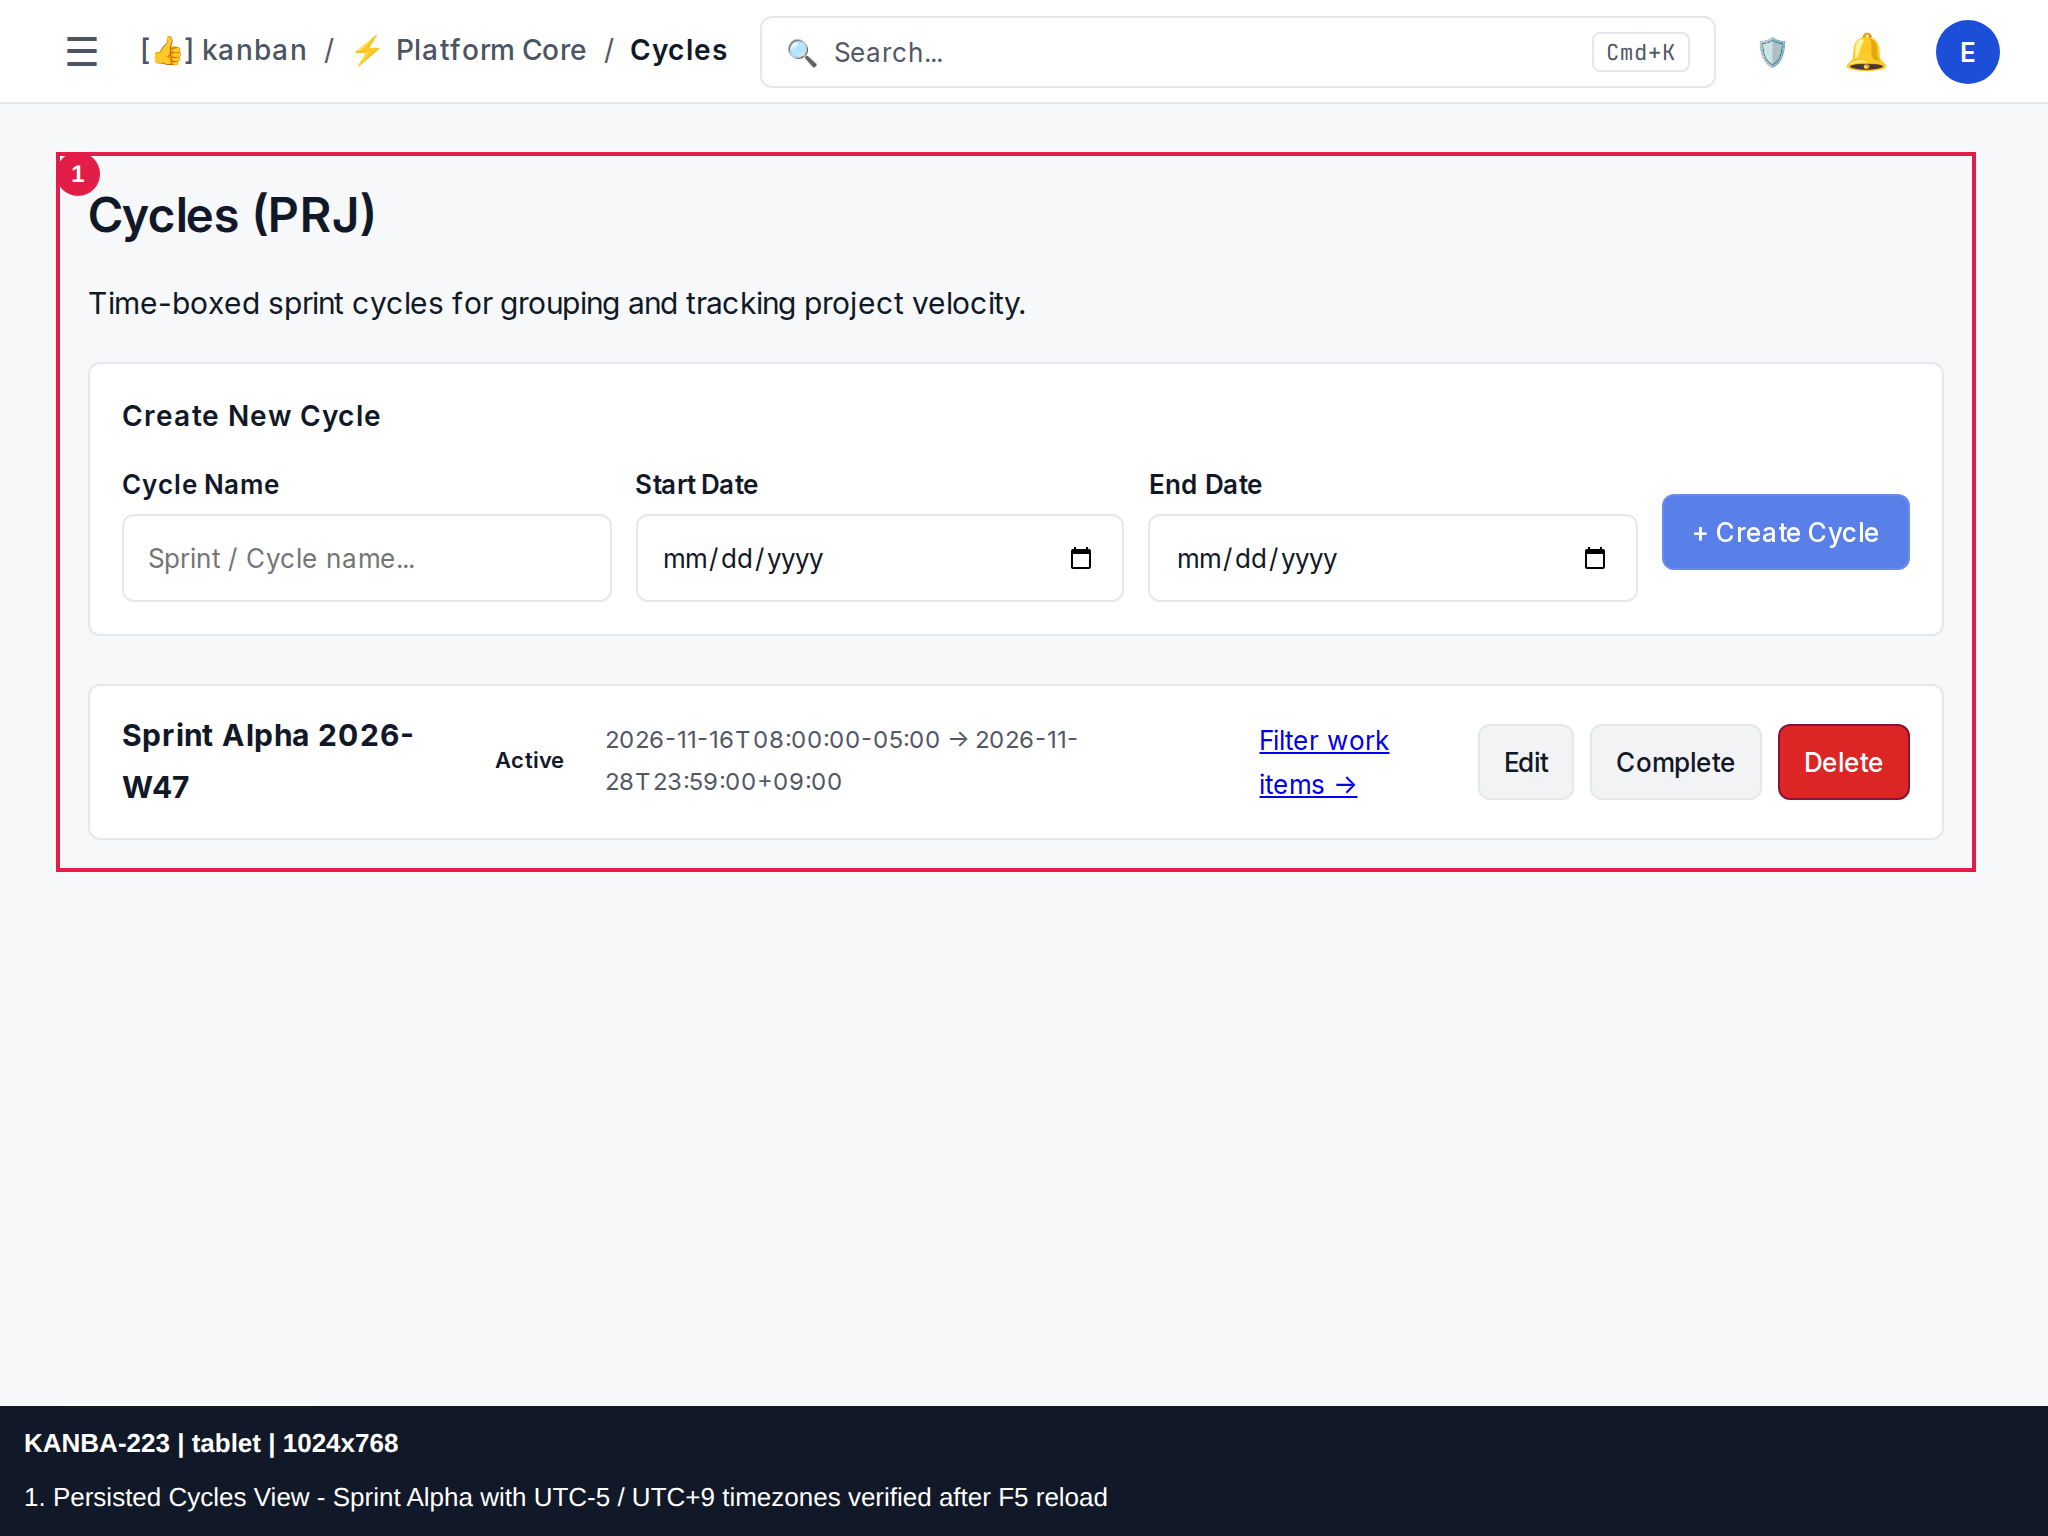 ☰ [👍] kanban / ⚡ Platform Core / Cycles 🔍 Search... Cmd+K 🛡️ 🔔 E
1
Cycles (PRJ)
Time-boxed sprint cycles for grouping and tracking project velocity.
Create New Cycle
Cycle Name Start Date End Date
Sprint / Cycle name... mm/dd/yyyy mm/dd/yyyy + Create Cycle
Sprint Alpha 2026-
W47
Active
2026-11-16T08:00:00-05:00 → 2026-11-
28T23:59:00+09:00
Filter work
items →
Edit Complete Delete
KANBA-223 | tablet | 1024x768
1. Persisted Cycles View - Sprint Alpha with UTC-5 / UTC+9 timezones verified after F5 reload